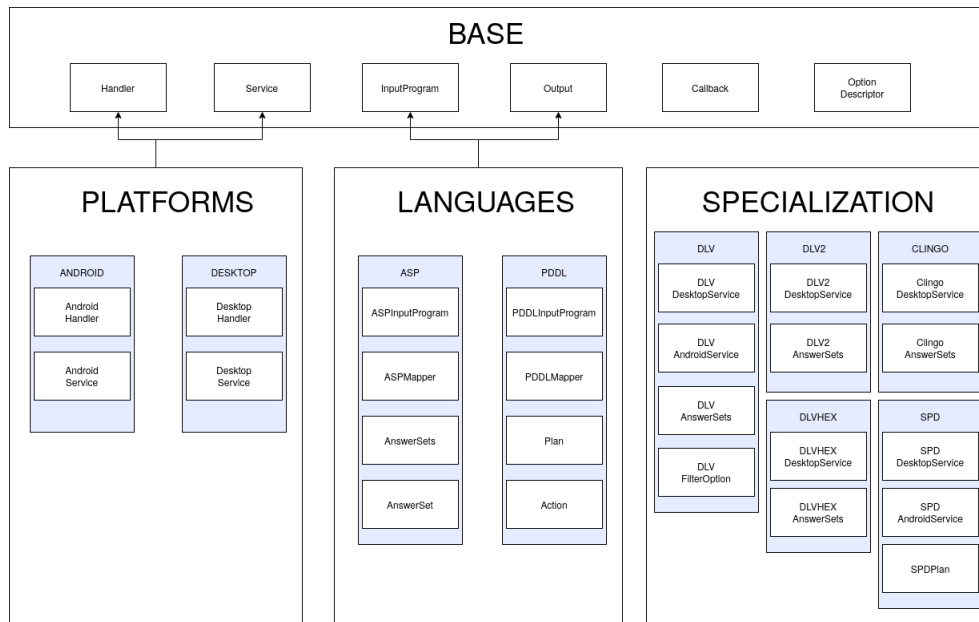 BASE
Handler
Service
InputProgram
Output
Callback
Option
Descriptor
PLATFORMS
ANDROID
Android
Handler
Android
Service
DESKTOP
Desktop
Handler
Desktop
Service
LANGUAGES
ASP
ASPInputProgram
ASPMapper
AnswerSets
AnswerSet
PDDL
PDDLInputProgram
PDDLMapper
Plan
Action
SPECIALIZATION
DLV
DLV
DesktopService
DLV
AndroidService
DLV
AnswerSets
DLV
FilterOption
DLV2
DLV2
DesktopService
DLV2
AnswerSets
CLINGO
Clingo
DesktopService
Clingo
AnswerSets
DLVHEX
DLVHEX
DesktopService
DLVHEX
AnswerSets
SPD
SPD
DesktopService
SPD
AndroidService
SPDPlan